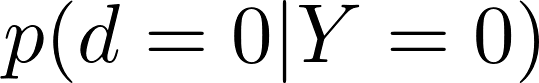 p(d = 0|Y = 0)